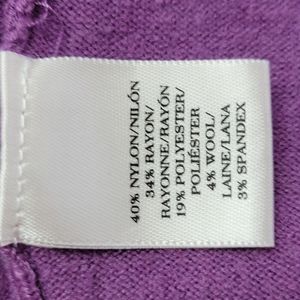 40% NYLON/NILÓN
34% RAYON/
RAYONNE/RAYÓN
19% POLYESTER/
POLIÉSTER
4% WOOL/
LAINE/LANA
3% SPANDEX